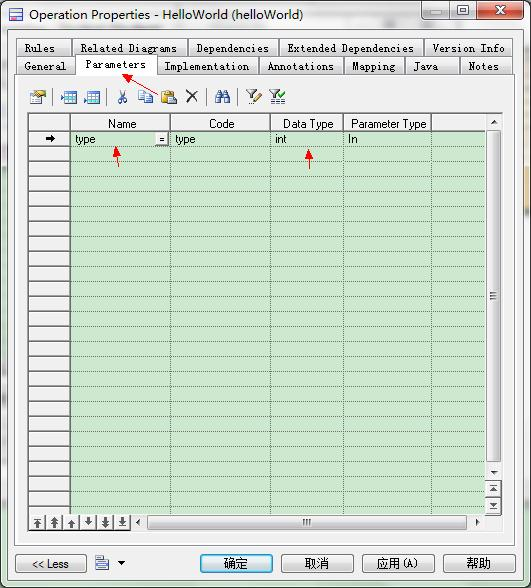 Operation Properties - HelloWorld (helloWorld)
Rules Related Diagrams Dependencies Extended Dependencies Version Info
General Parameters Implementation Annotations Mapping Java Notes
Name Code Data Type Parameter Type
type = type int In
<< Less 确定 取消 应用(A) 帮助